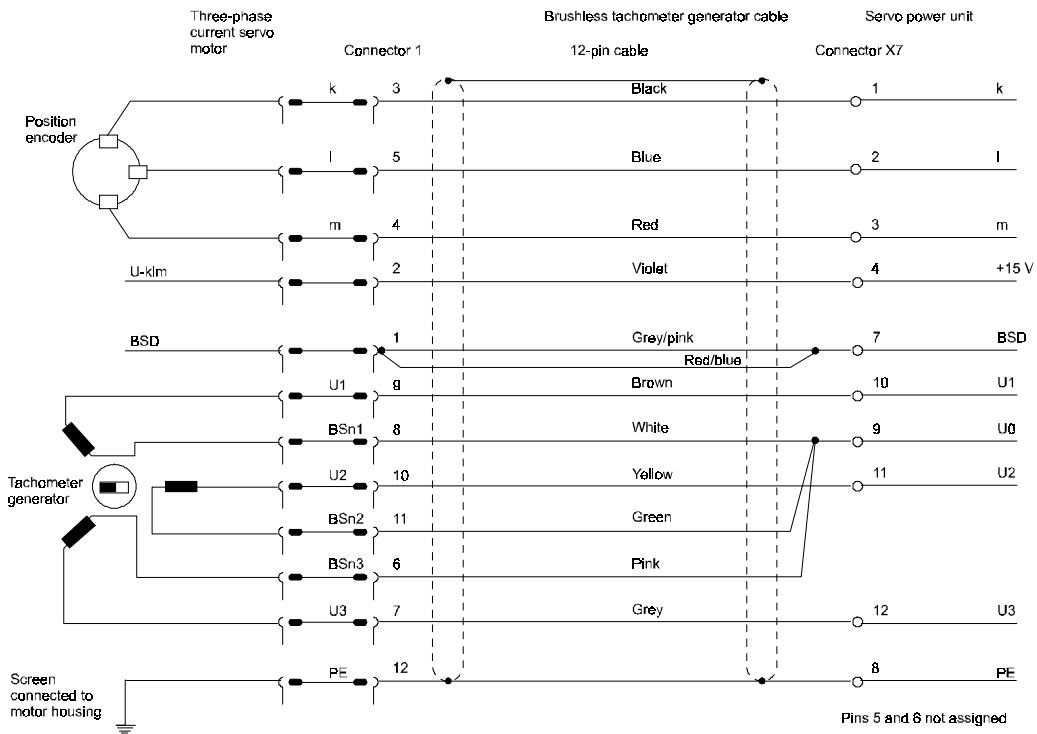 Three-phase
current servo
motor
Brushless tachometer generator cable
Servo power unit
Connector 1
12-pin cable
Connector X7
Position
encoder
k 3 Black 1 k
l 5 Blue 2 l
m 4 Red 3 m
U-klm 2 Violet 4 +15 V
BSD 1 Grey/pink 7 BSD
Red/blue
U1 9 Brown 10 U1
BSn1 8 White 9 U0
Tachometer
generator
U2 10 Yellow 11 U2
BSn2 11 Green
BSn3 6 Pink
U3 7 Grey 12 U3
PE 12 8 PE
Screen
connected to
motor housing
Pins 5 and 6 not assigned